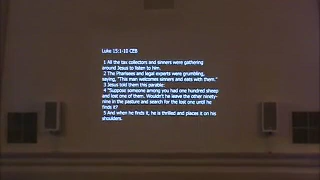 Luke 15:1-10 CEB
1 All the tax collectors and sinners were gathering
around Jesus to listen to him.
2 The Pharisees and legal experts were grumbling,
saying, "This man welcomes sinners and eats with them."
3 Jesus told them this parable:
4 "Suppose someone among you had one hundred sheep
and lost one of them. Wouldn't he leave the other ninety-
nine in the pasture and search for the lost one until he
finds it?
5 And when he finds it, he is thrilled and places it on his
shoulders.